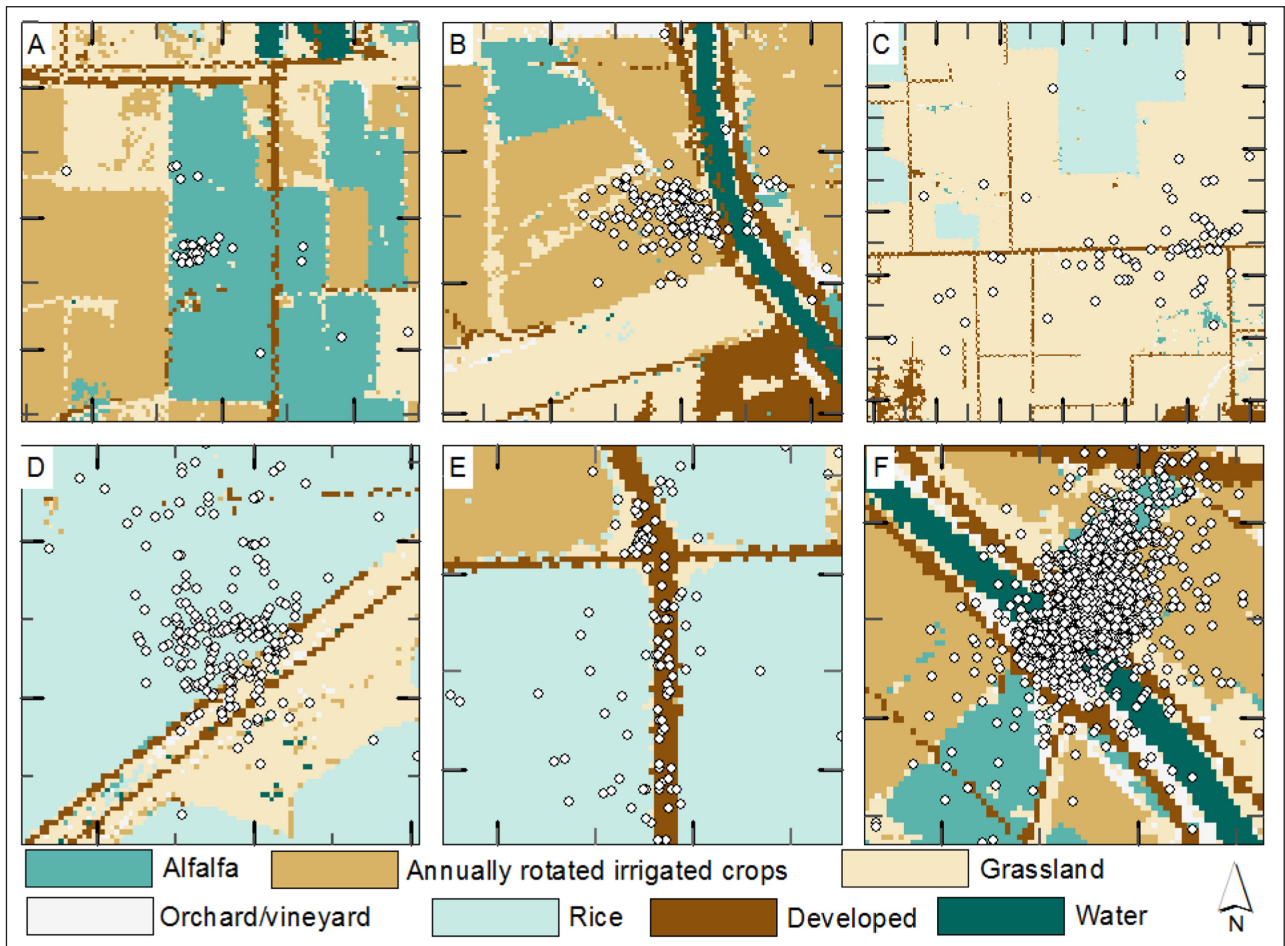 A
B
C
D
E
F
Alfalfa
Annually rotated irrigated crops
Grassland
Orchard/vineyard
Rice
Developed
Water
N